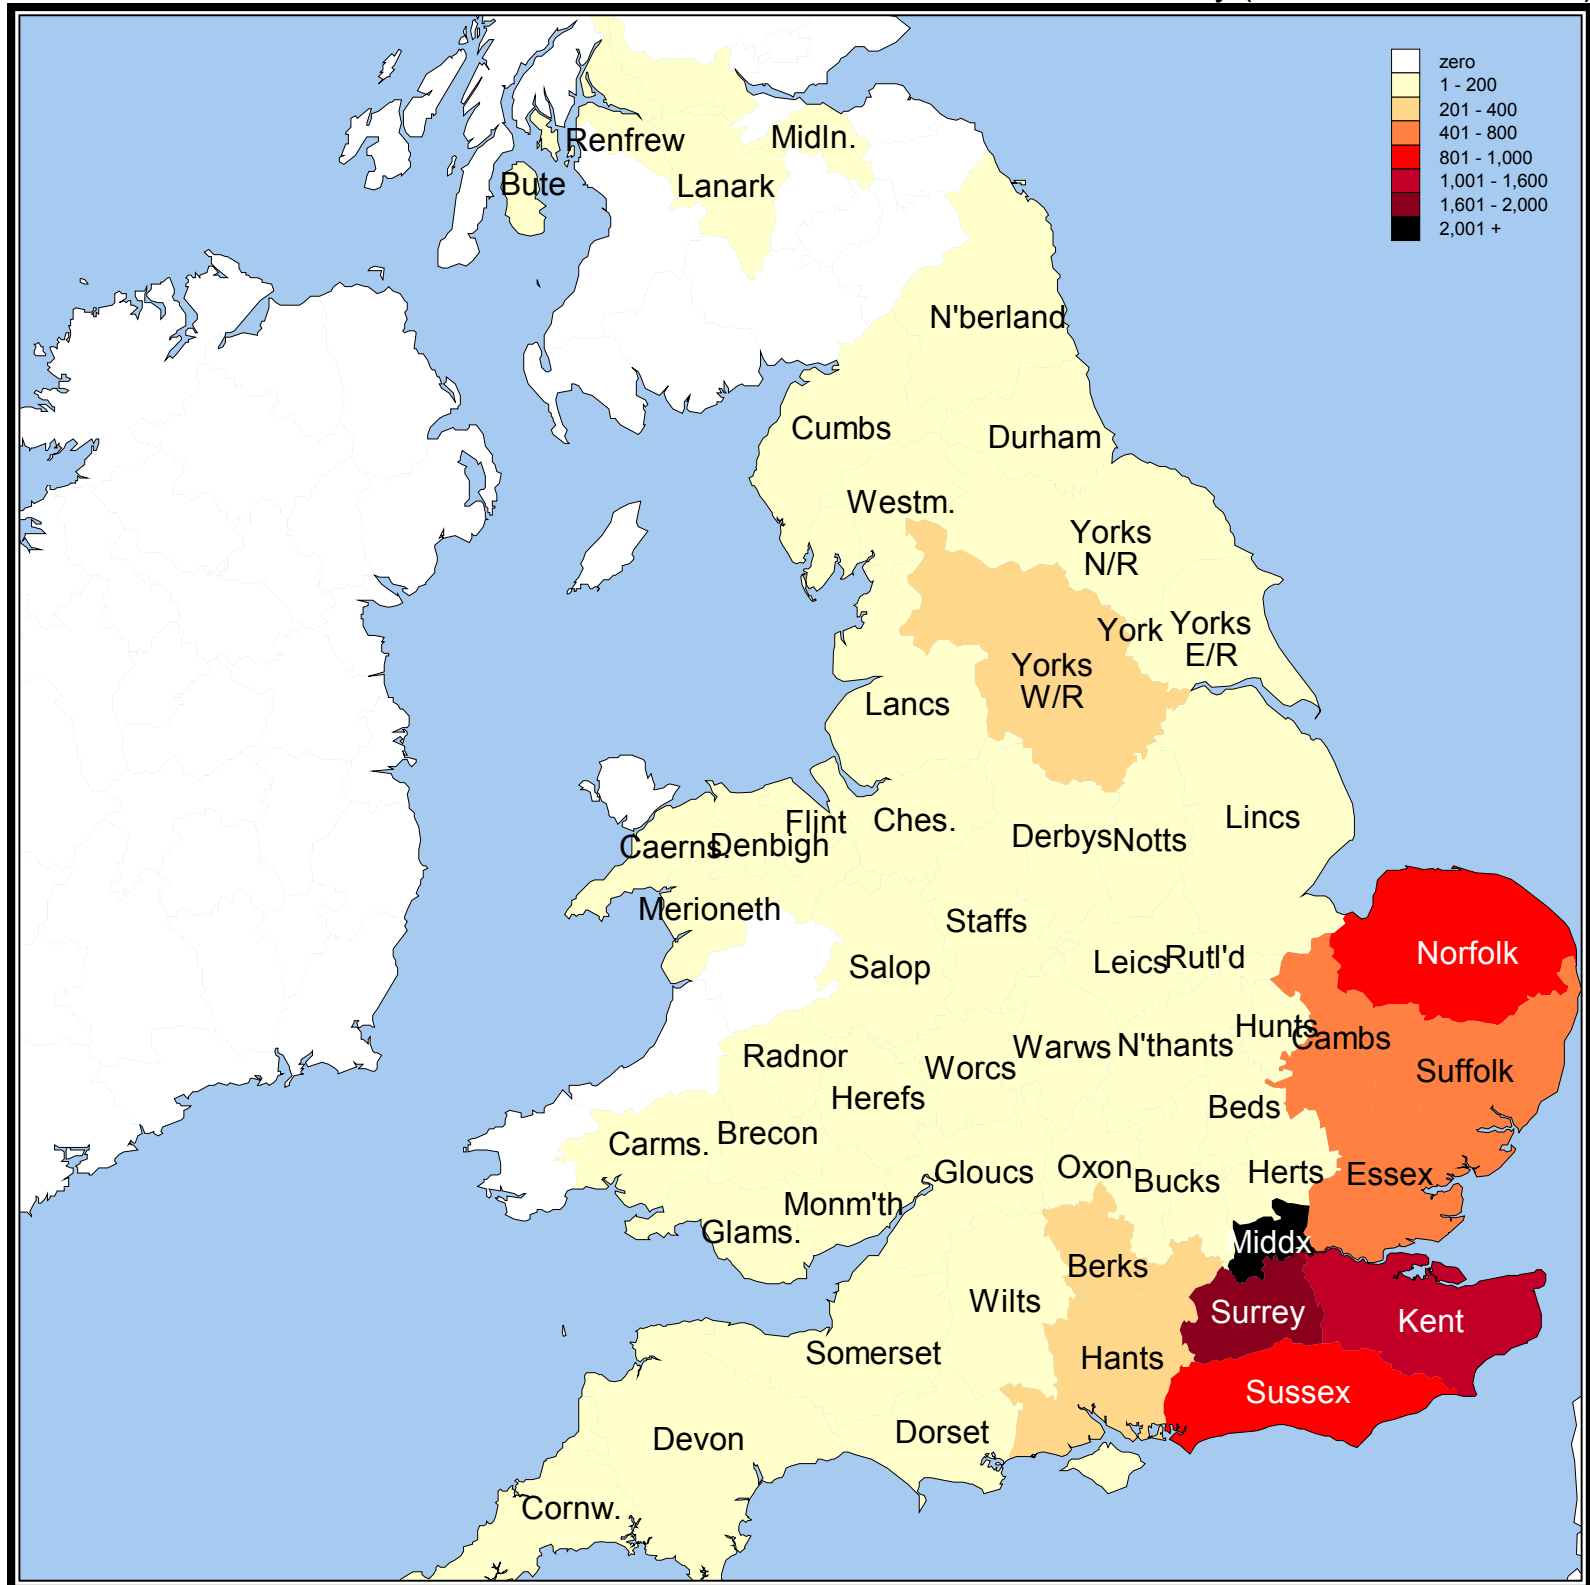 zero
1 - 200
201 - 400
401 - 800
801 - 1,000
1,001 - 1,600
1,601 - 2,000
2,001 +
Renfrew
Midln.
Bute
Lanark
N'berland
Cumbs
Durham
Westm.
Yorks
N/R
York
Yorks
E/R
Yorks
W/R
Lancs
Flint
Ches.
Lincs
Caerns.
Denbigh
Derbys
Notts
Merioneth
Staffs
Norfolk
Salop
Leics
Rutl'd
Hunts
Cambs
Radnor
Worcs
Warws
N'thants
Suffolk
Herefs
Beds
Carms.
Brecon
Gloucs
Oxon
Bucks
Herts
Essex
Monm'th
Glams.
Middx
Berks
Wilts
Surrey
Kent
Somerset
Hants
Sussex
Devon
Dorset
Cornw.